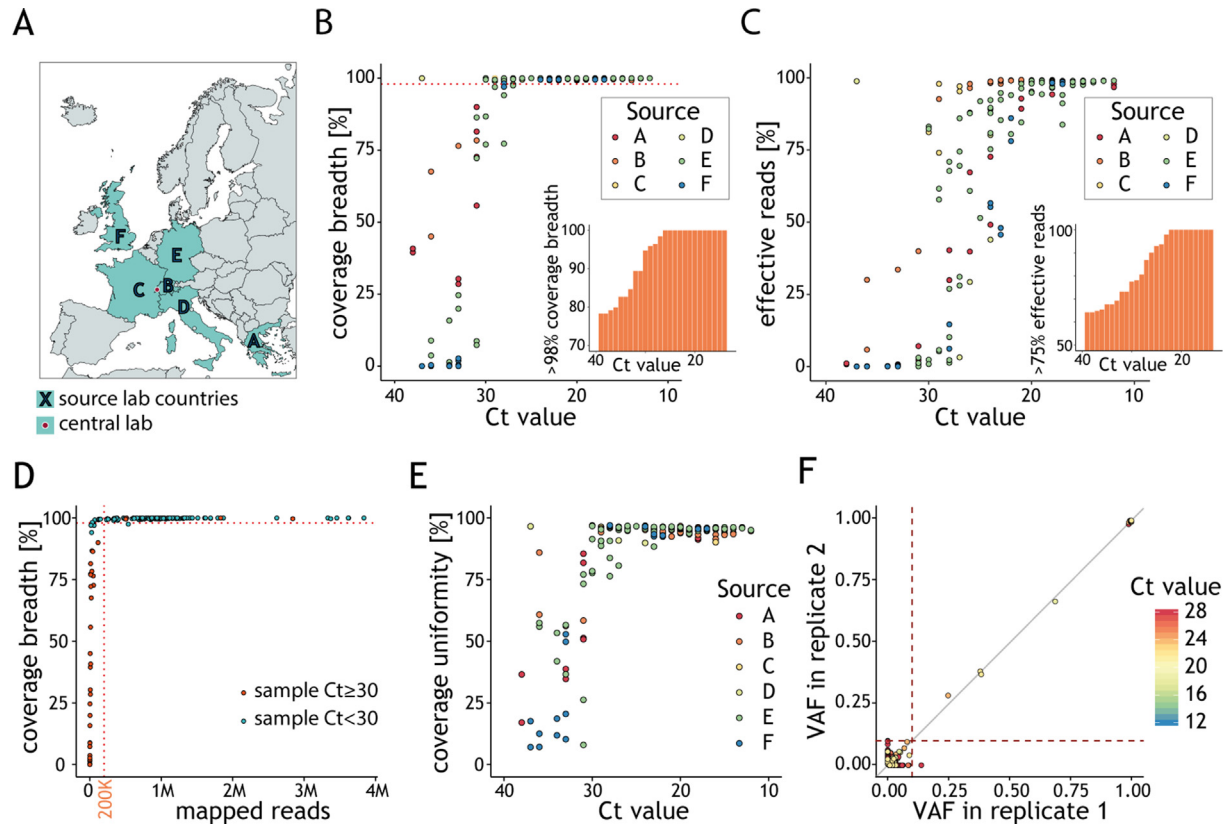 A
F
E
C
B
D
A
X source lab countries
central lab
B
coverage breadth [%]
100
75
50
25
0
40
30
20
10
Ct value
Source
A
D
B
E
C
F
>98% coverage breadth
100
90
80
70
40
20
Ct value
C
effective reads [%]
100
75
50
25
0
40
30
20
10
Ct value
Source
A
D
B
E
C
F
>75% effective reads
100
50
40
20
Ct value
D
coverage breadth [%]
100
75
50
25
0
0
200K
1M
2M
3M
4M
mapped reads
sample Ct≥30
sample Ct<30
E
coverage uniformity [%]
100
75
50
25
0
40
30
20
10
Ct value
Source
A
B
C
D
E
F
F
VAF in replicate 2
1.00
0.75
0.50
0.25
0.00
0.00
0.25
0.50
0.75
1.00
VAF in replicate 1
Ct value
28
24
20
16
12